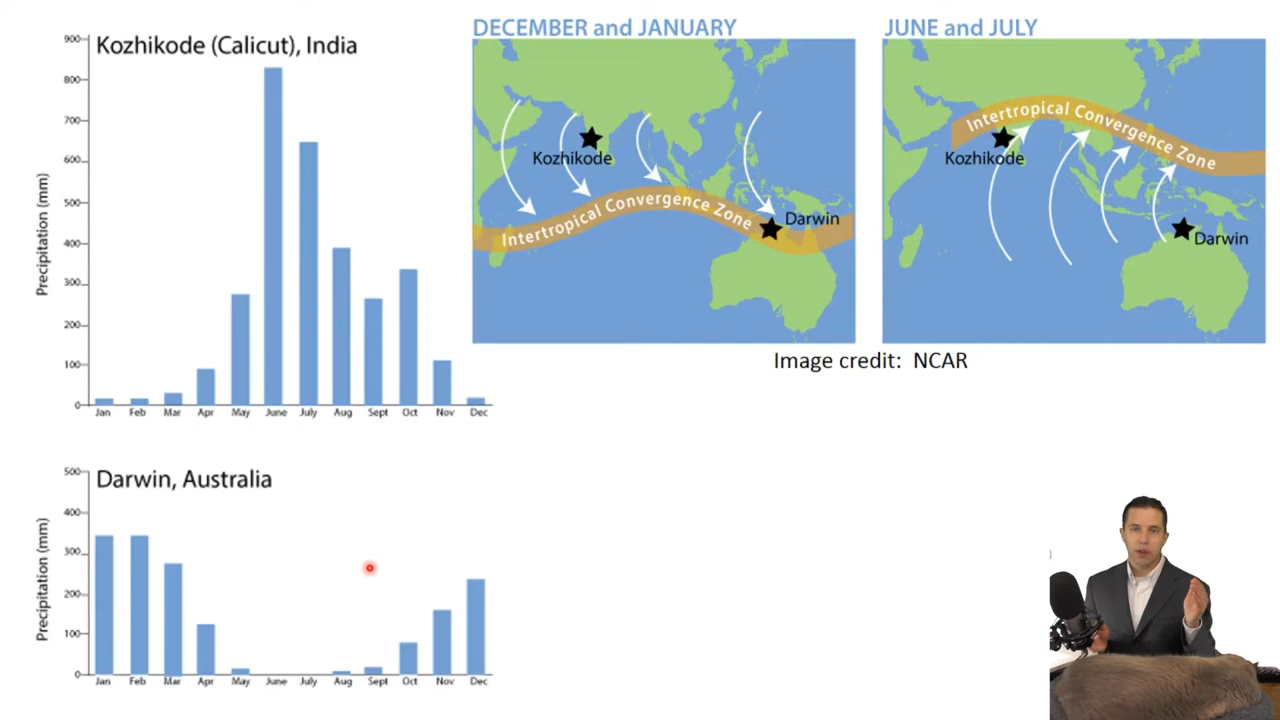 Kozhikode (Calicut), India
Precipitation (mm)
900
800
700
600
500
400
300
200
100
0
Jan Feb Mar Apr May June July Aug Sept Oct Nov Dec
DECEMBER and JANUARY
Kozhikode
Intertropical Convergence Zone
Darwin
JUNE and JULY
Intertropical Convergence Zone
Kozhikode
Darwin
Image credit: NCAR
Darwin, Australia
Precipitation (mm)
500
400
300
200
100
0
Jan Feb Mar Apr May June July Aug Sept Oct Nov Dec